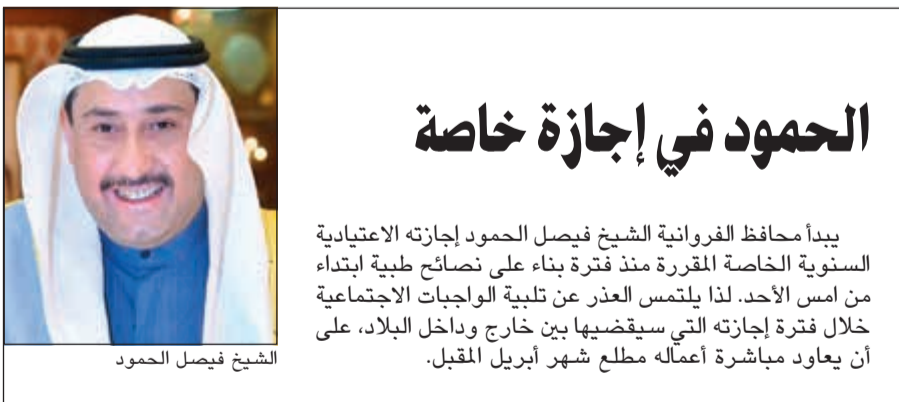 الحمود في إجازة خاصة
يبدأ محافظ الفروانية الشيخ فيصل الحمود إجازته الاعتيادية
السنوية الخاصة المقررة منذ فترة بناء على نصائح طبية ابتداء
من امس الأحد. لذا يلتمس العذر عن تلبية الواجبات الاجتماعية
خلال فترة إجازته التي سيقضيها بين خارج وداخل البلاد، على
أن يعاود مباشرة أعماله مطلع شهر أبريل المقبل.
الشيخ فيصل الحمود